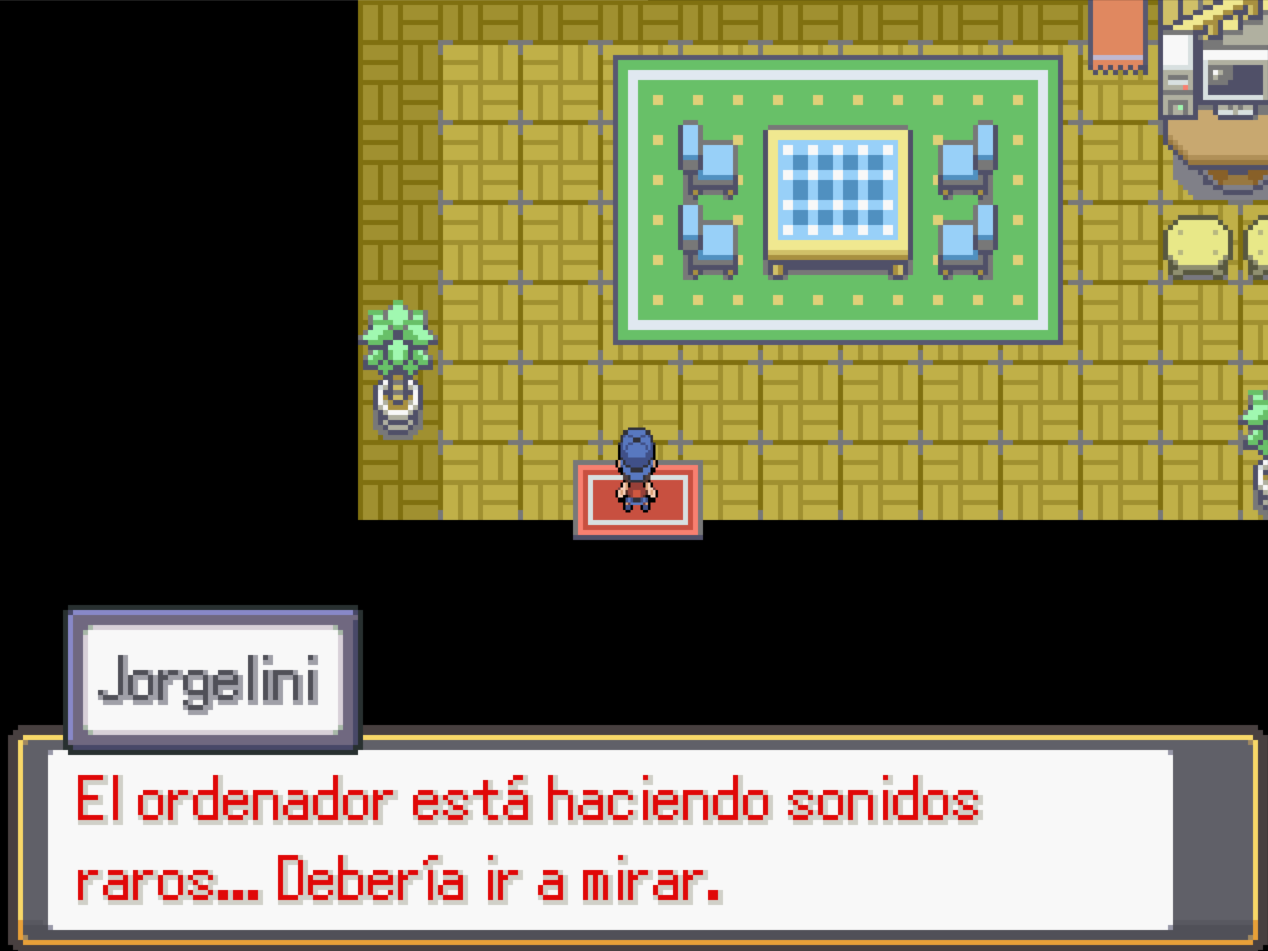 Jorgelini
El ordenador está haciendo sonidos
raros... Debería ir a mirar.